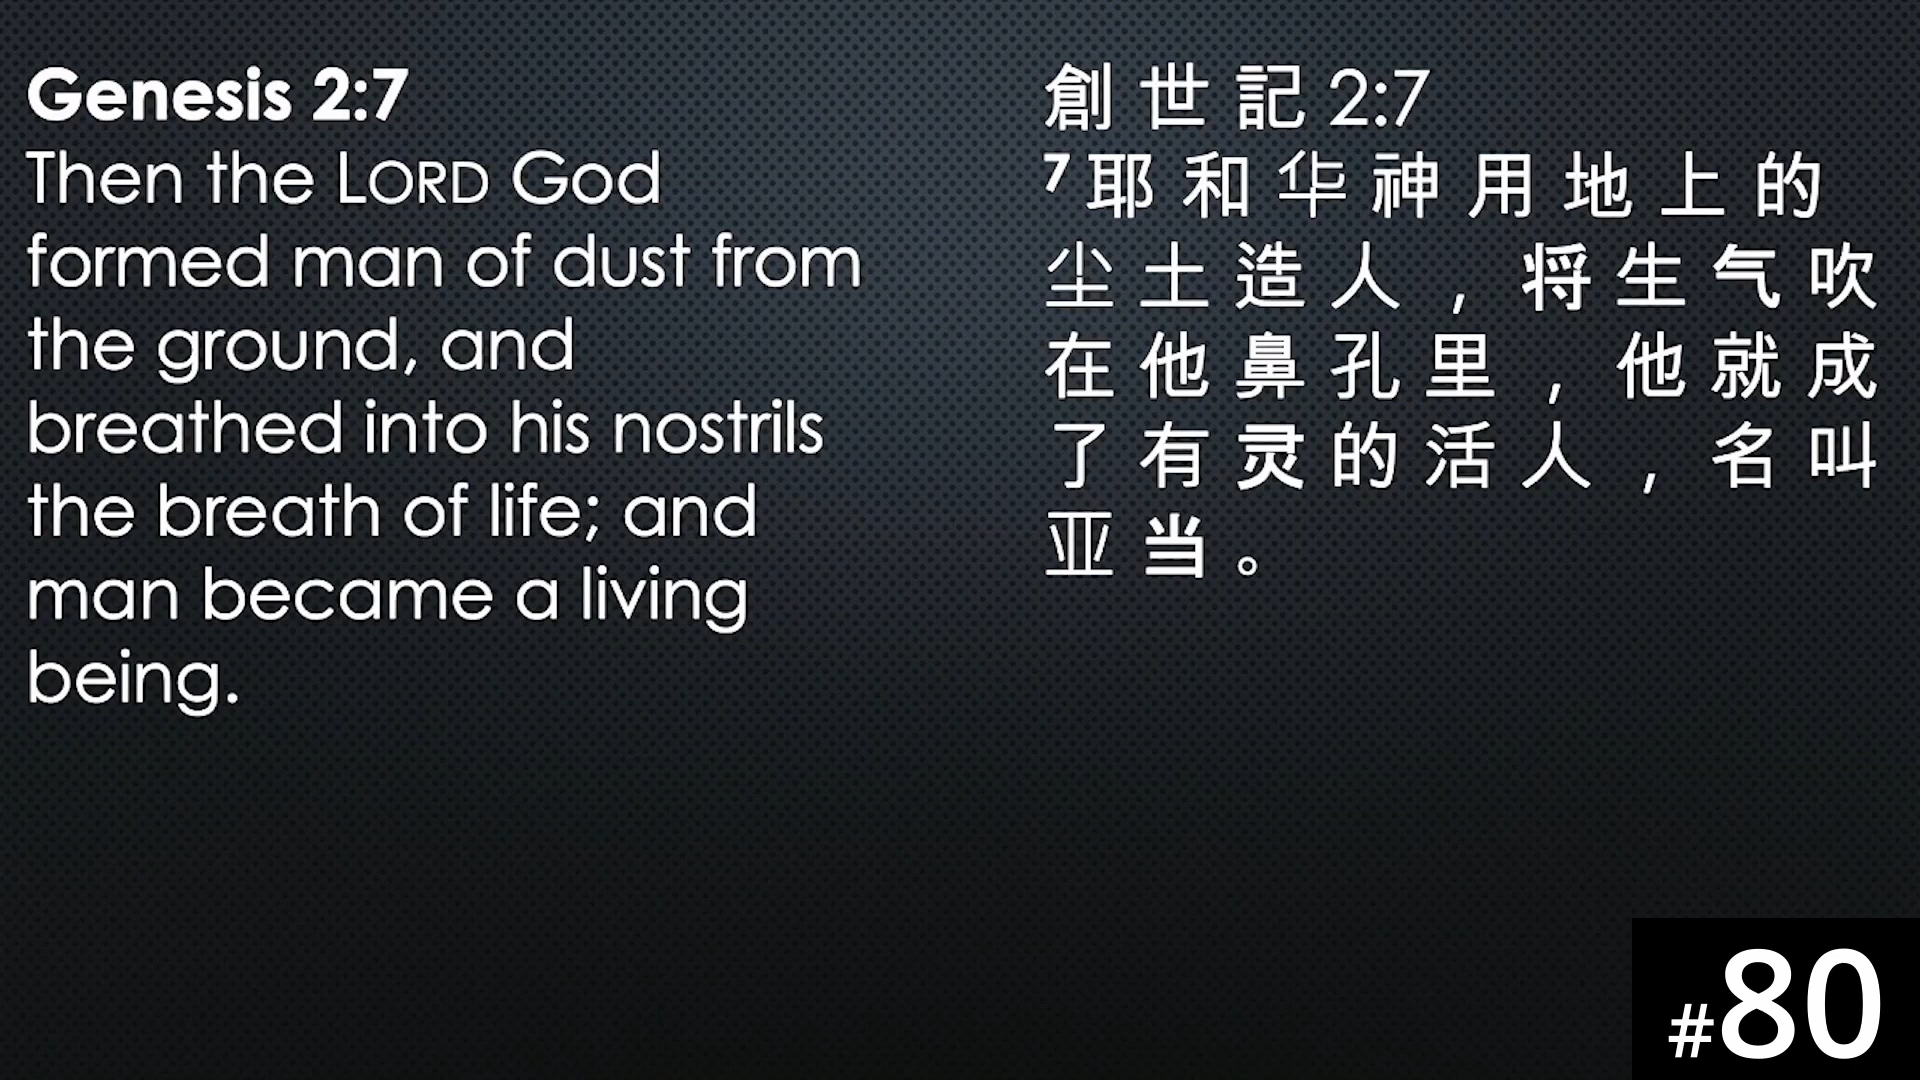 Genesis 2:7
Then the LORD God
formed man of dust from
the ground, and
breathed into his nostrils
the breath of life; and
man became a living
being.
創 世 記 2:7
7 耶 和 华 神 用 地 上 的
尘 土 造 人 ， 将 生 气 吹
在 他 鼻 孔 里 ， 他 就 成
了 有 灵 的 活 人 ， 名 叫
亚 当 。
#80